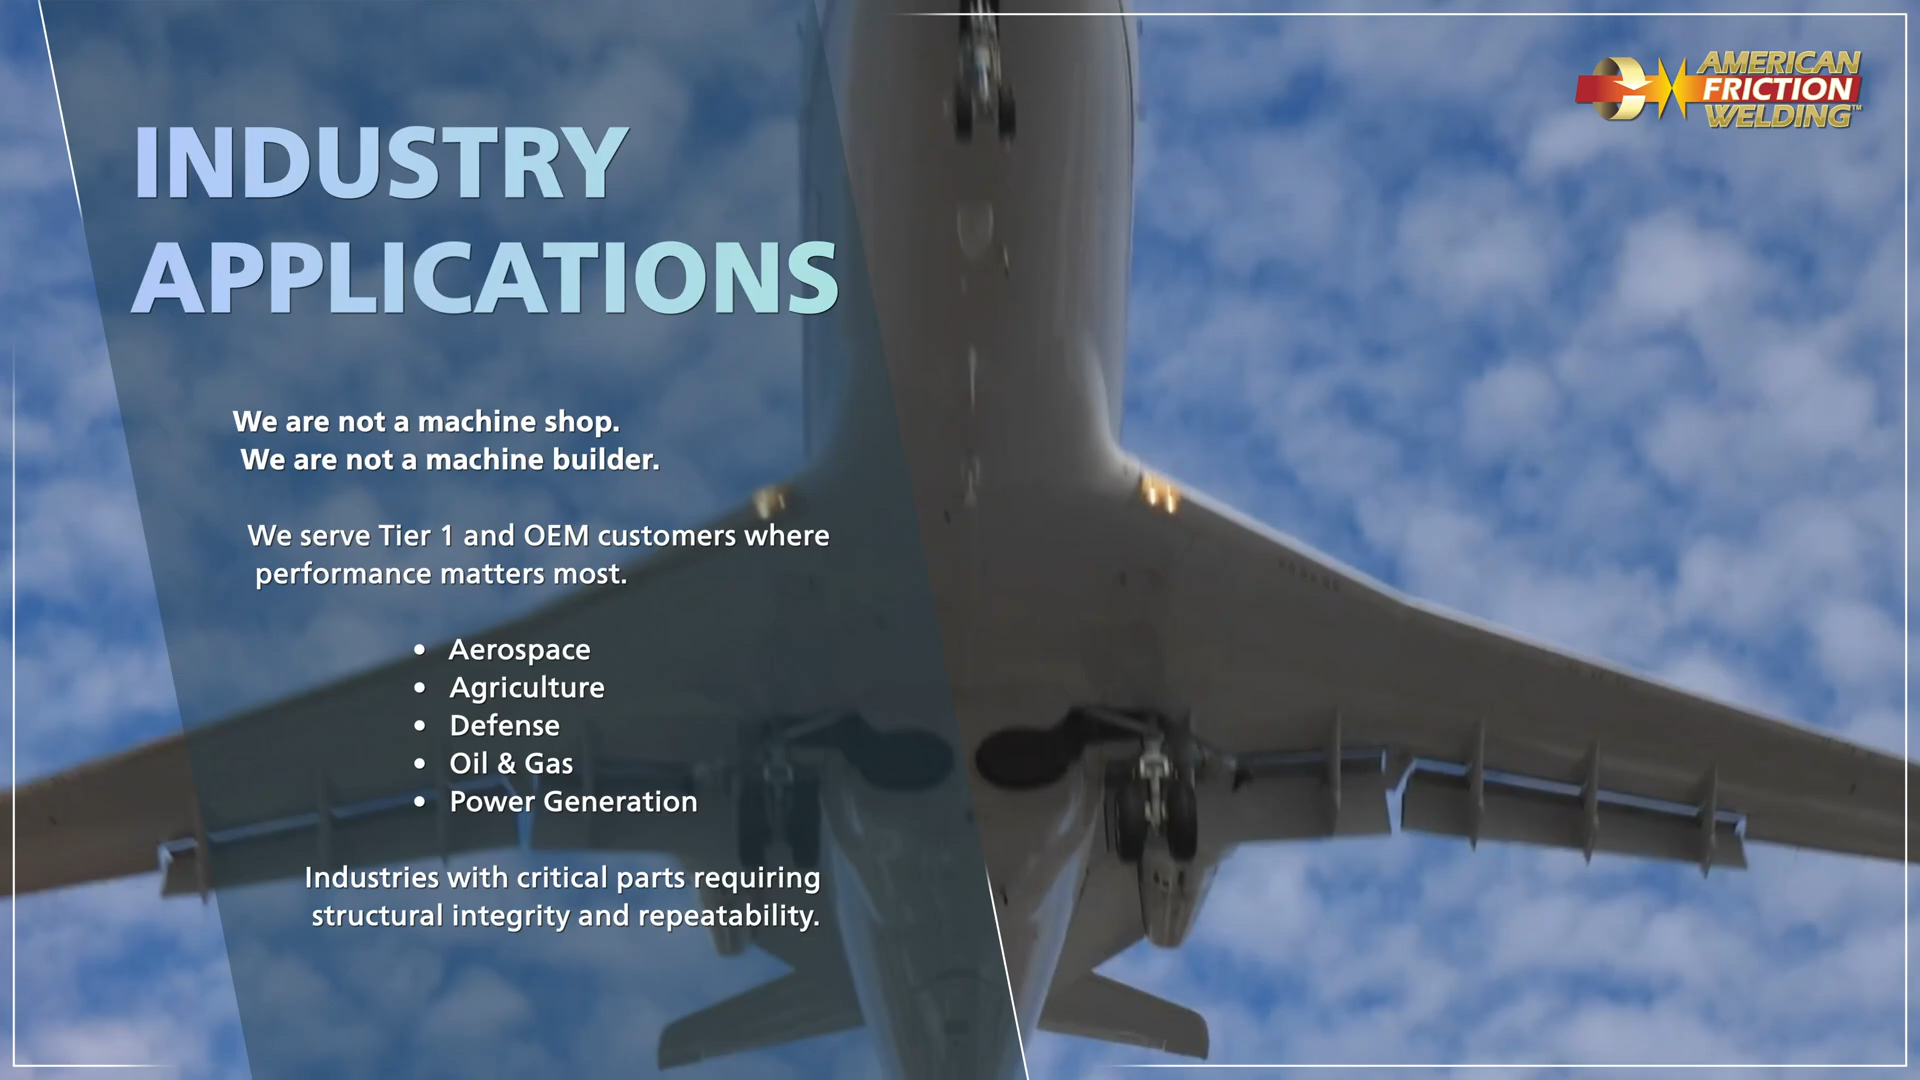 AMERICAN
FRICTION
WELDING™
INDUSTRY
APPLICATIONS
We are not a machine shop.
We are not a machine builder.
We serve Tier 1 and OEM customers where
performance matters most.
• Aerospace
• Agriculture
• Defense
• Oil & Gas
• Power Generation
Industries with critical parts requiring
structural integrity and repeatability.